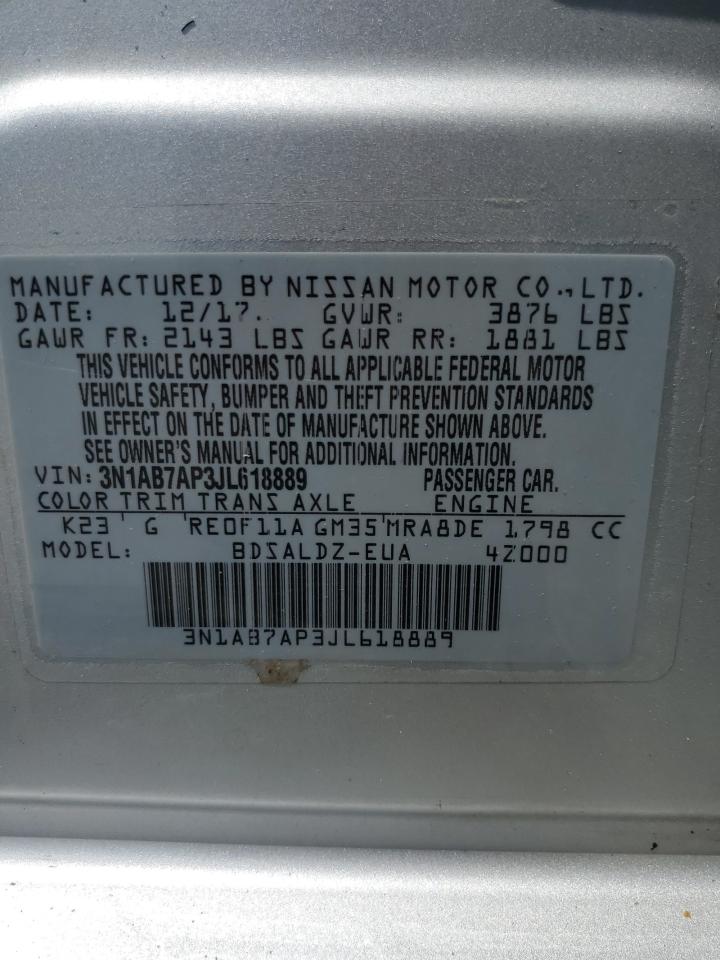 MANUFACTURED BY NISSAN MOTOR CO., LTD.
DATE: 12/17. GVWR: 3876 LBS
GAWR FR: 2143 LBS GAWR RR: 1881 LBS
THIS VEHICLE CONFORMS TO ALL APPLICABLE FEDERAL MOTOR
VEHICLE SAFETY, BUMPER AND THEFT PREVENTION STANDARDS
IN EFFECT ON THE DATE OF MANUFACTURE SHOWN ABOVE.
SEE OWNER'S MANUAL FOR ADDITIONAL INFORMATION.
VIN: 3N1AB7AP3JL618889 PASSENGER CAR.
COLOR TRIM TRANS AXLE ENGINE
K23 G RE0F11A GM35 MRA8DE 1798 CC
MODEL: BDSALDZ-EUA 4Z000
3N1AB7AP3JL618889